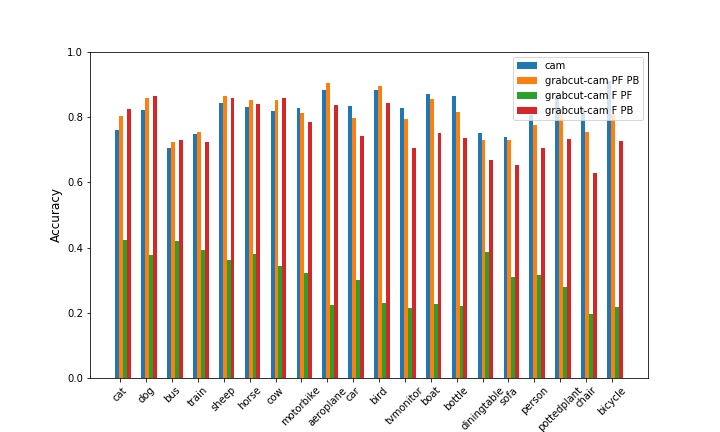 1.0
0.8
0.6
0.4
0.2
0.0
Accuracy
cam
grabcut-cam PF PB
grabcut-cam F PF
grabcut-cam F PB
cat
dog
bus
train
sheep
horse
cow
motorbike
aeroplane
car
bird
tvmonitor
boat
bottle
diningtable
sofa
person
pottedplant
chair
bicycle